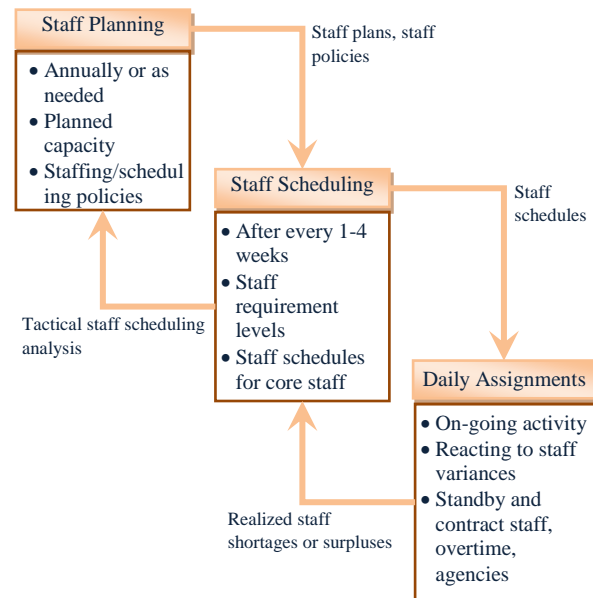 Staff Planning
• Annually or as
needed
• Planned
capacity
• Staffing/schedul
ing policies
Staff plans, staff
policies
Staff Scheduling
• After every 1-4
weeks
• Staff
requirement
levels
• Staff schedules
for core staff
Staff
schedules
Tactical staff scheduling
analysis
Daily Assignments
• On-going activity
• Reacting to staff
variances
• Standby and
contract staff,
overtime,
agencies
Realized staff
shortages or surpluses